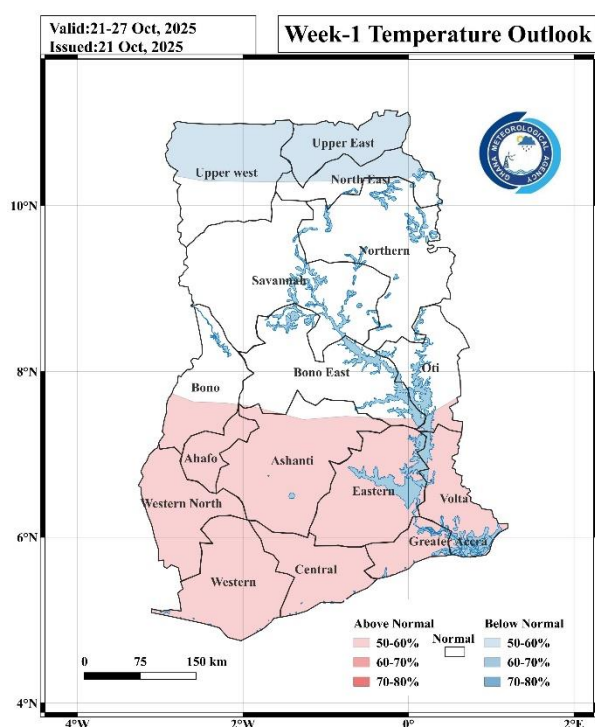 Valid:21-27 Oct, 2025
Issued:21 Oct, 2025
Week-1 Temperature Outlook
GHANA METEOROLOGICAL AGENCY
Upper East
Upper west
North East
10°N
Northern
Savannah
8°N
Bono
Bono East
Oti
Ahafo
Ashanti
Eastern
Western North
Volta
6°N
Greater Accra
Western
Central
Above Normal
Normal
Below Normal
50-60%
50-60%
60-70%
60-70%
70-80%
70-80%
0 75 150 km
4°N
4°W
2°W
0°
2°E